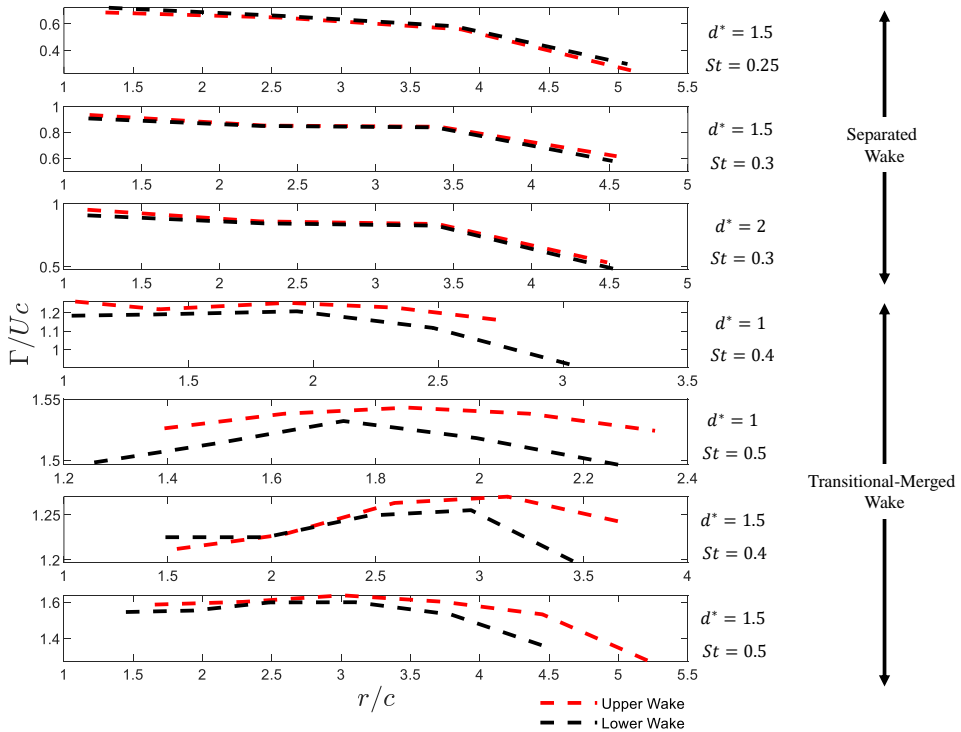 0.6
0.4
1 1.5 2 2.5 3 3.5 4 4.5 5 5.5
d* = 1.5
St = 0.25
1
0.8
0.6
1 1.5 2 2.5 3 3.5 4 4.5 5
d* = 1.5
St = 0.3
Separated
Wake
1
0.5
1 1.5 2 2.5 3 3.5 4 4.5 5
d* = 2
St = 0.3
Γ/Uc
1.2
1.1
1
1 1.5 2 2.5 3 3.5
d* = 1
St = 0.4
1.55
1.5
1.2 1.4 1.6 1.8 2 2.2 2.4
d* = 1
St = 0.5
Transitional-Merged
Wake
1.25
1.2
1 1.5 2 2.5 3 3.5 4
d* = 1.5
St = 0.4
1.6
1.4
1 1.5 2 2.5 3 3.5 4 4.5 5 5.5
d* = 1.5
St = 0.5
r/c
Upper Wake
Lower Wake